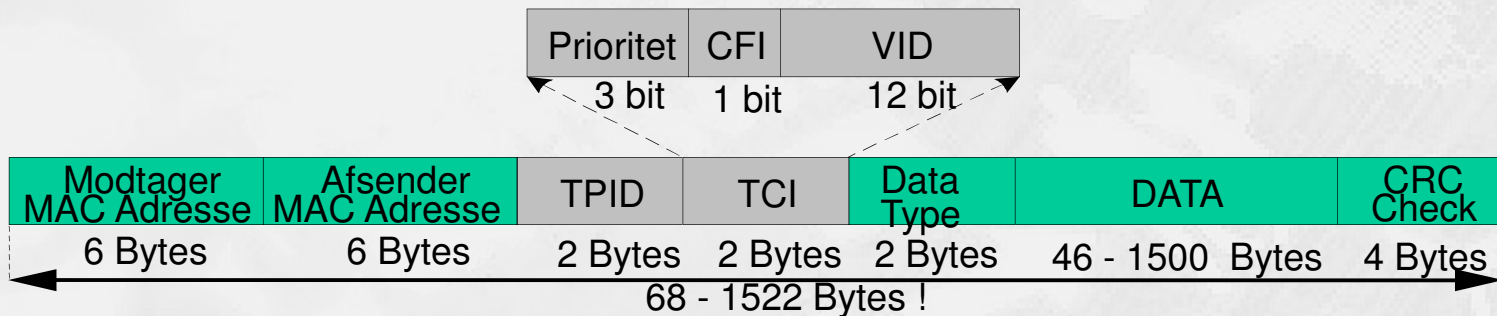 Prioritet CFI VID
3 bit 1 bit 12 bit
Modtager MAC Adresse Afsender MAC Adresse TPID TCI Data Type DATA CRC Check
6 Bytes 6 Bytes 2 Bytes 2 Bytes 2 Bytes 46 - 1500 Bytes 4 Bytes
68 - 1522 Bytes !